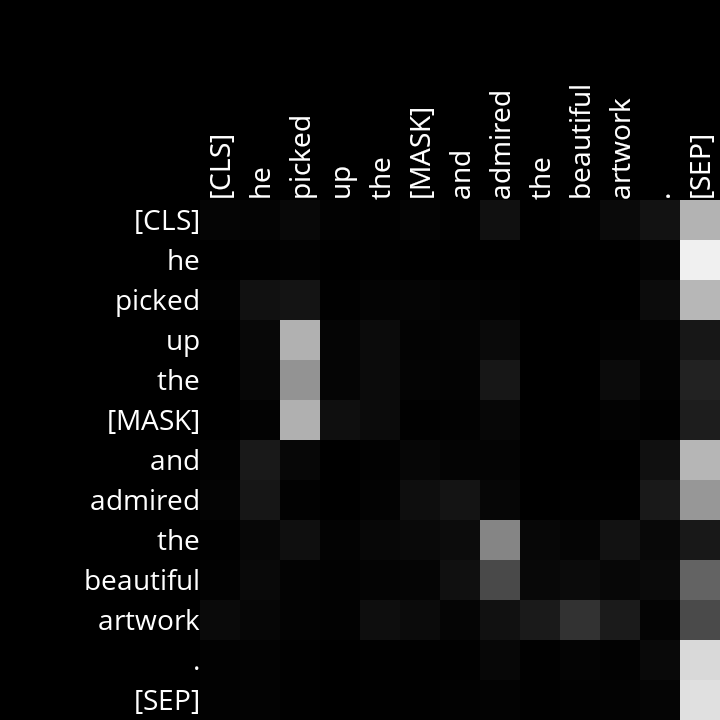 [CLS] he picked up the [MASK] and admired the beautiful artwork . [SEP]
[CLS]
he
picked
up
the
[MASK]
and
admired
the
beautiful
artwork
.
[SEP]